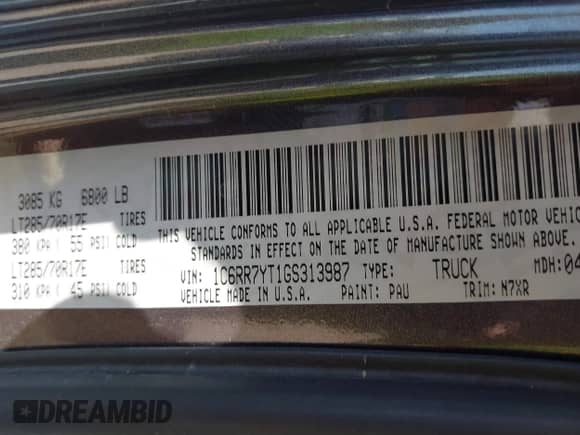 3085 KG 6800 LB
LT285/70R17E TIRES
380 KPA ( 55 PSI) COLD
LT285/70R17E TIRES
310 KPA ( 45 PSI) COLD
THIS VEHICLE CONFORMS TO ALL APPLICABLE U.S.A. FEDERAL MOTOR VEHIC
STANDARDS IN EFFECT ON THE DATE OF MANUFACTURE SHOWN ABOVE.
VIN: 1C6RR7YT1GS313987 TYPE: TRUCK MDH: 04
VEHICLE MADE IN U.S.A. PAINT: PAU TRIM: N7XR
DREAMBID